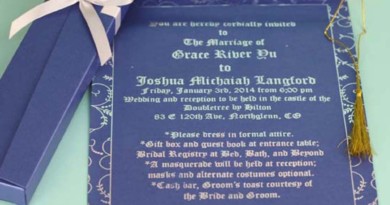 You are hereby cordially invited
to
The Marriage of
Grace River Yu
to
Joshua Michaiah Langford
Friday, January 3rd, 2014 from 6:00 PM
Wedding and reception to be held in the castle of the
Doubletree by Hilton
83 E 120th Ave, Northglenn, CO
*Please dress in formal attire.
*Gift box and guest book at entrance table;
Bridal Registry at Bed, Bath, and Beyond
*A masquerade will be held at reception;
masks and alternate costumes optional.
*Cash bar, Groom's toast courtesy of
the Bride and Groom.